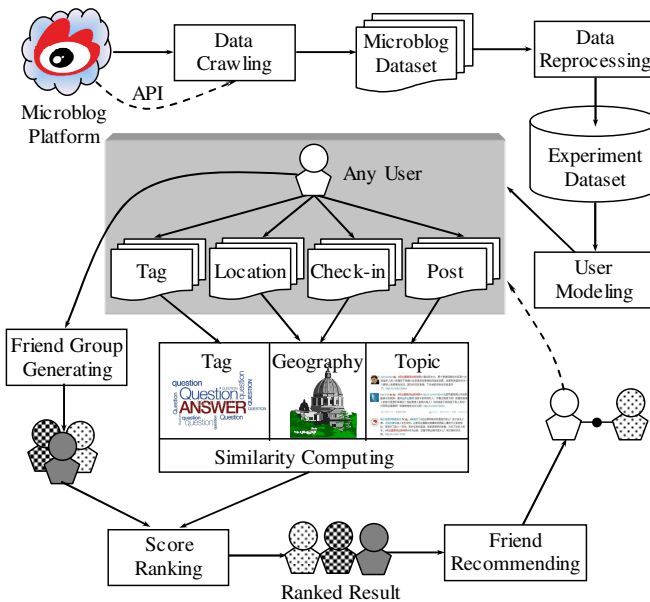 Data
Crawling
Microblog
Dataset
Data
Reprocessing
API
Microblog
Platform
Experiment
Dataset
Any User
Tag
Location
Check-in
Post
User
Modeling
Friend Group
Generating
Tag
Geography
Topic
question
Question
question
QUESTION
ANSWER
question
Similarity Computing
Score
Ranking
Ranked Result
Friend
Recommending